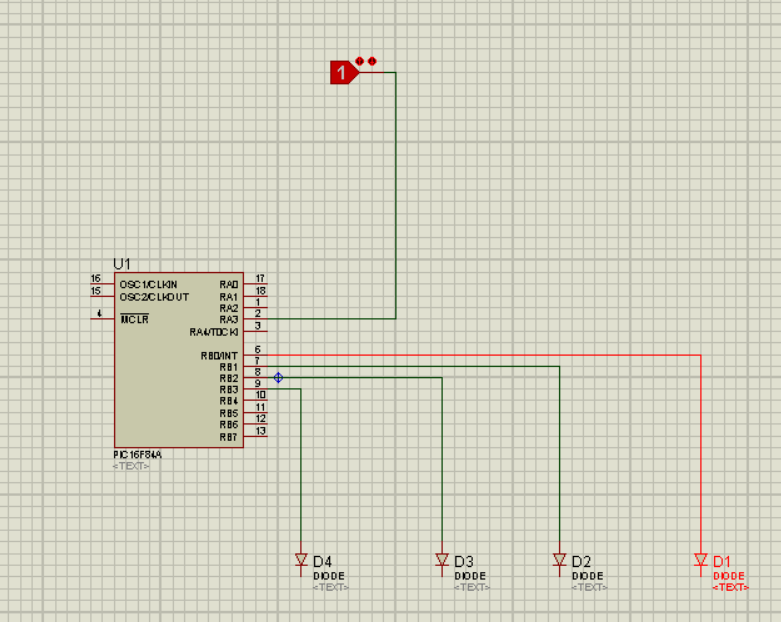 1
U1
16 OSC1/CLKIN RA0 17
15 OSC2/CLKOUT RA1 18
RA2 1
4 MCLR RA3 2
RA4/T0CKI 3
RB0/INT 6
RB1 7
RB2 8
RB3 9
RB4 10
RB5 11
RB6 12
RB7 13
PIC16F84A
<TEXT>
D4
DIODE
<TEXT>
D3
DIODE
<TEXT>
D2
DIODE
<TEXT>
D1
DIODE
<TEXT>